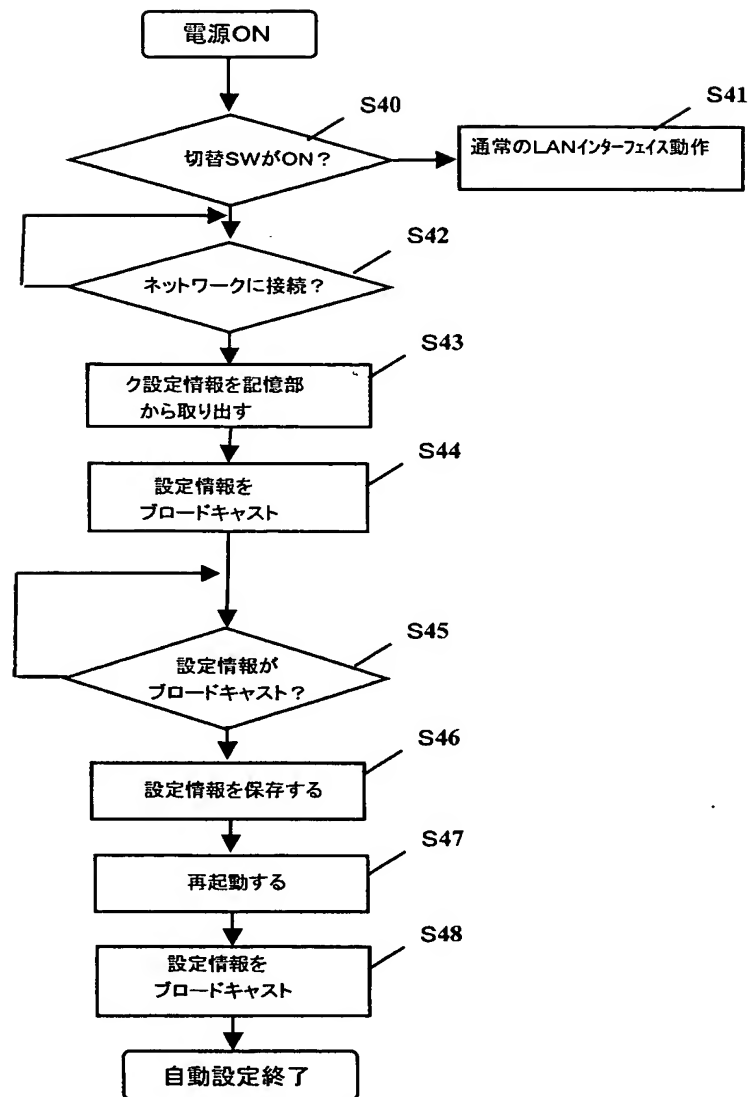 電源ON
S40
切替SWがON?
S41
通常のLANインターフェイス動作
S42
ネットワークに接続?
S43
ク設定情報を記憶部
から取り出す
S44
設定情報を
ブロードキャスト
S45
設定情報が
ブロードキャスト?
S46
設定情報を保存する
S47
再起動する
S48
設定情報を
ブロードキャスト
自動設定終了